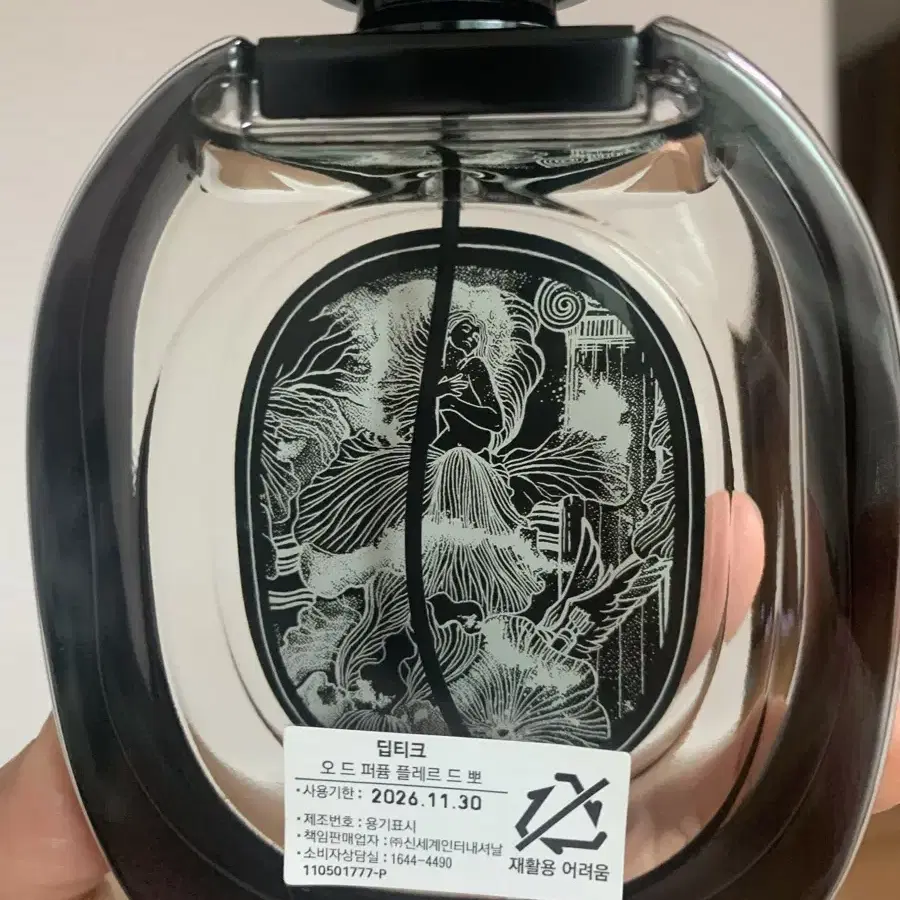 딥티크
오 드 퍼퓸 플레르 드 뽀
•사용기한 : 2026.11.30
•제조번호 : 용기표시
•책임판매업자 : ㈜신세계인터내셔날
•소비자상담실 : 1644-4490
110501777-P
재활용 어려움